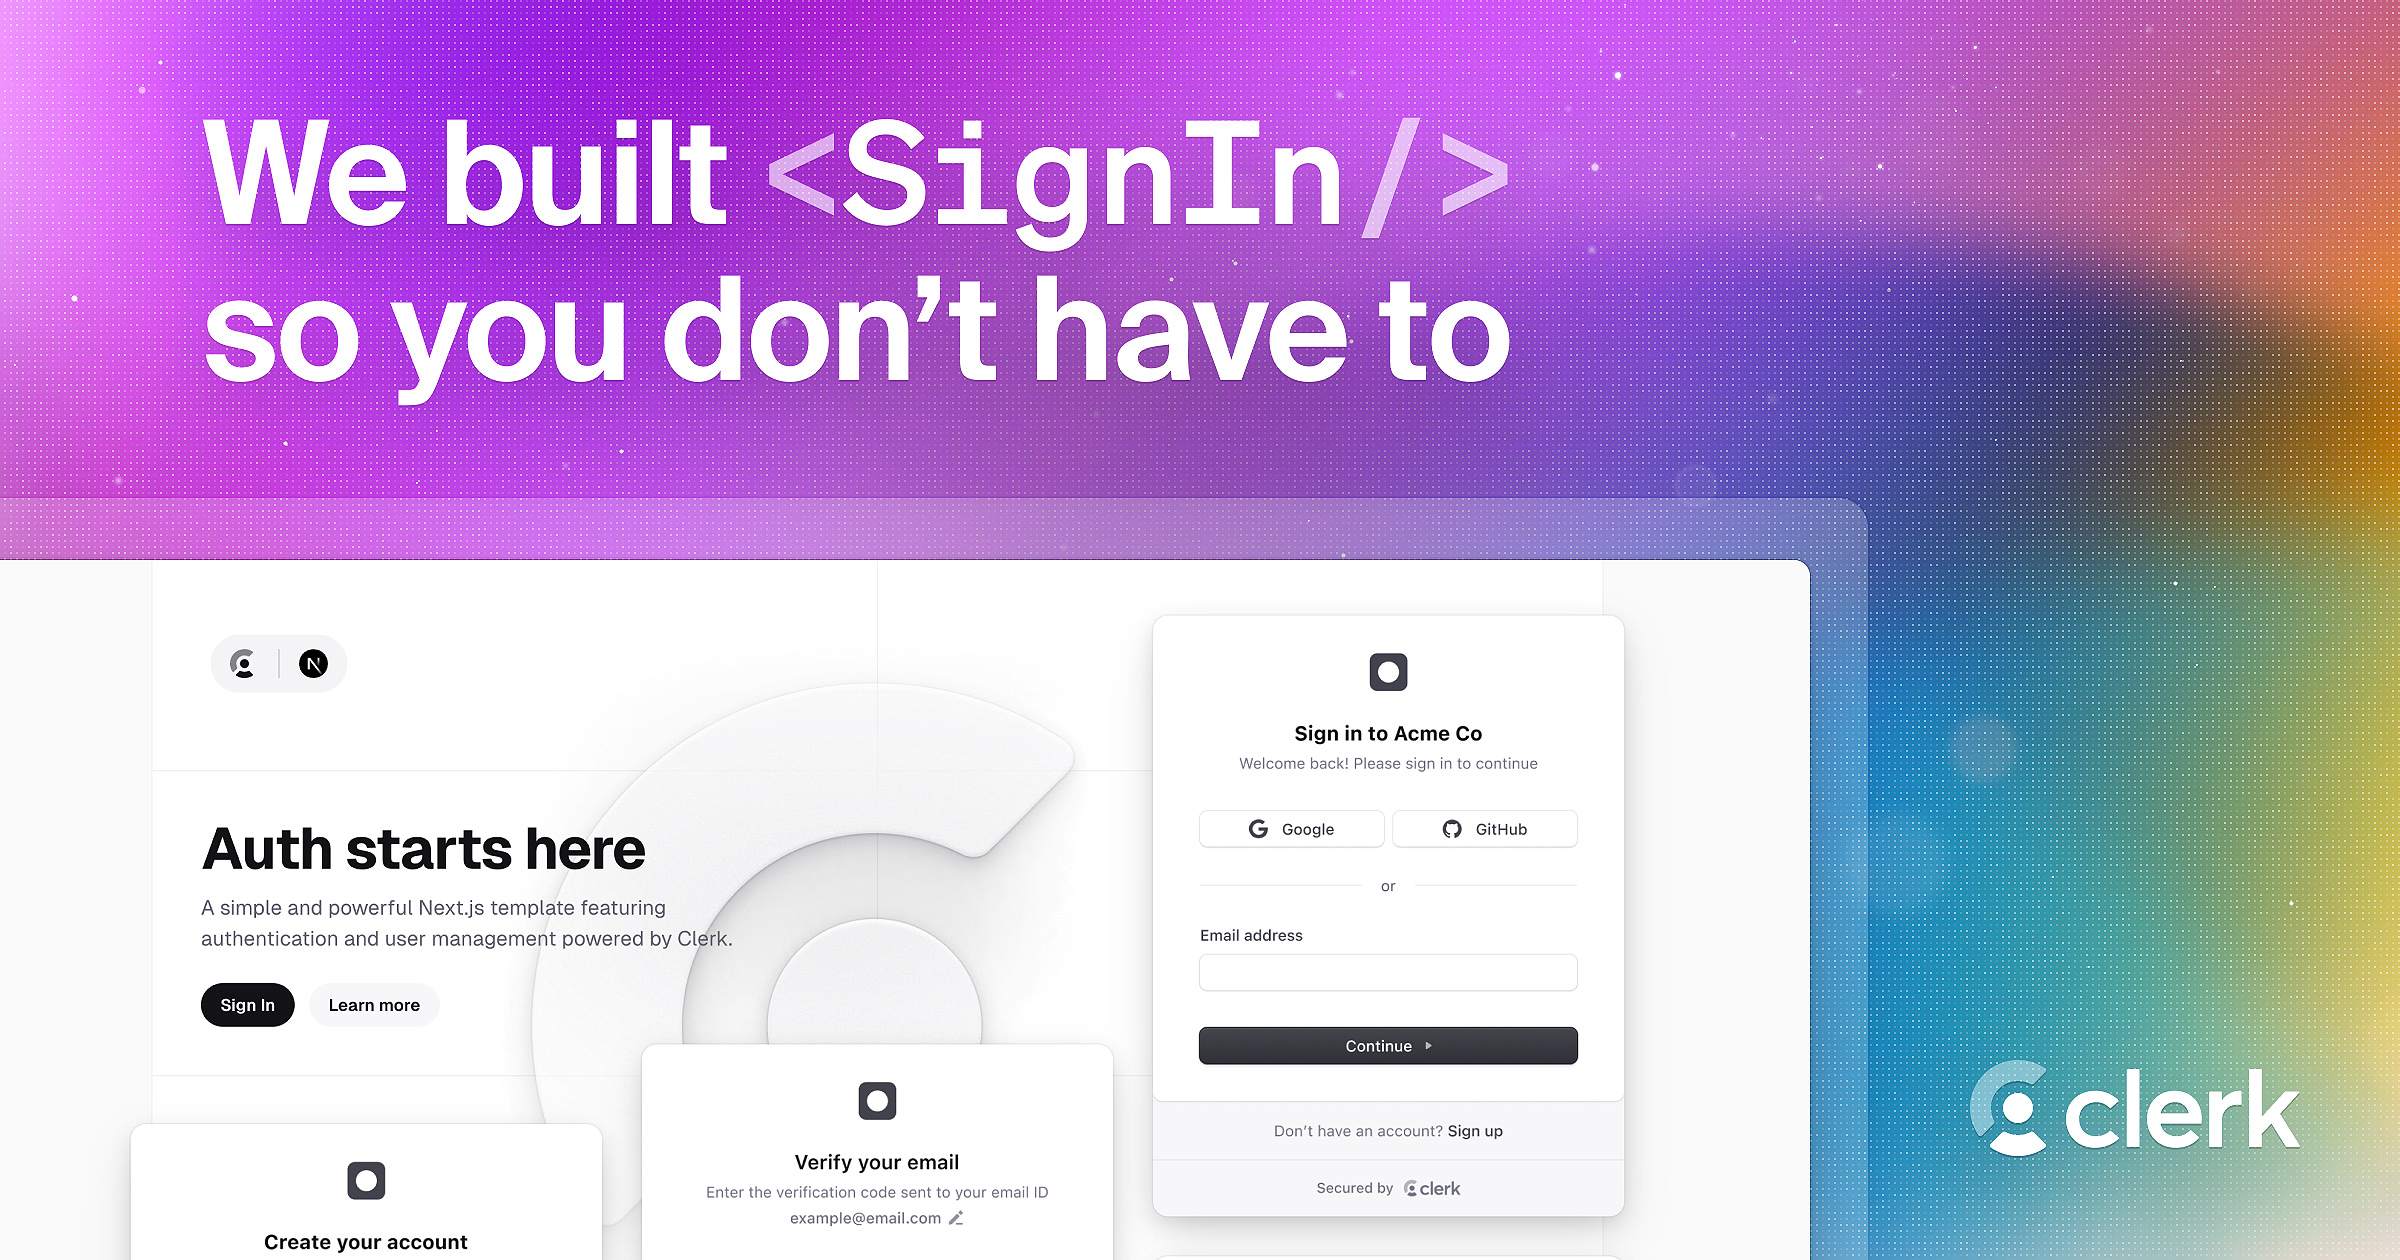 We built <SignIn/>
so you don’t have to
Auth starts here
A simple and powerful Next.js template featuring
authentication and user management powered by Clerk.
Sign In
Learn more
Create your account
Verify your email
Enter the verification code sent to your email ID
example@email.com
Sign in to Acme Co
Welcome back! Please sign in to continue
Google
GitHub
or
Email address
Continue
Don’t have an account? Sign up
Secured by clerk
clerk